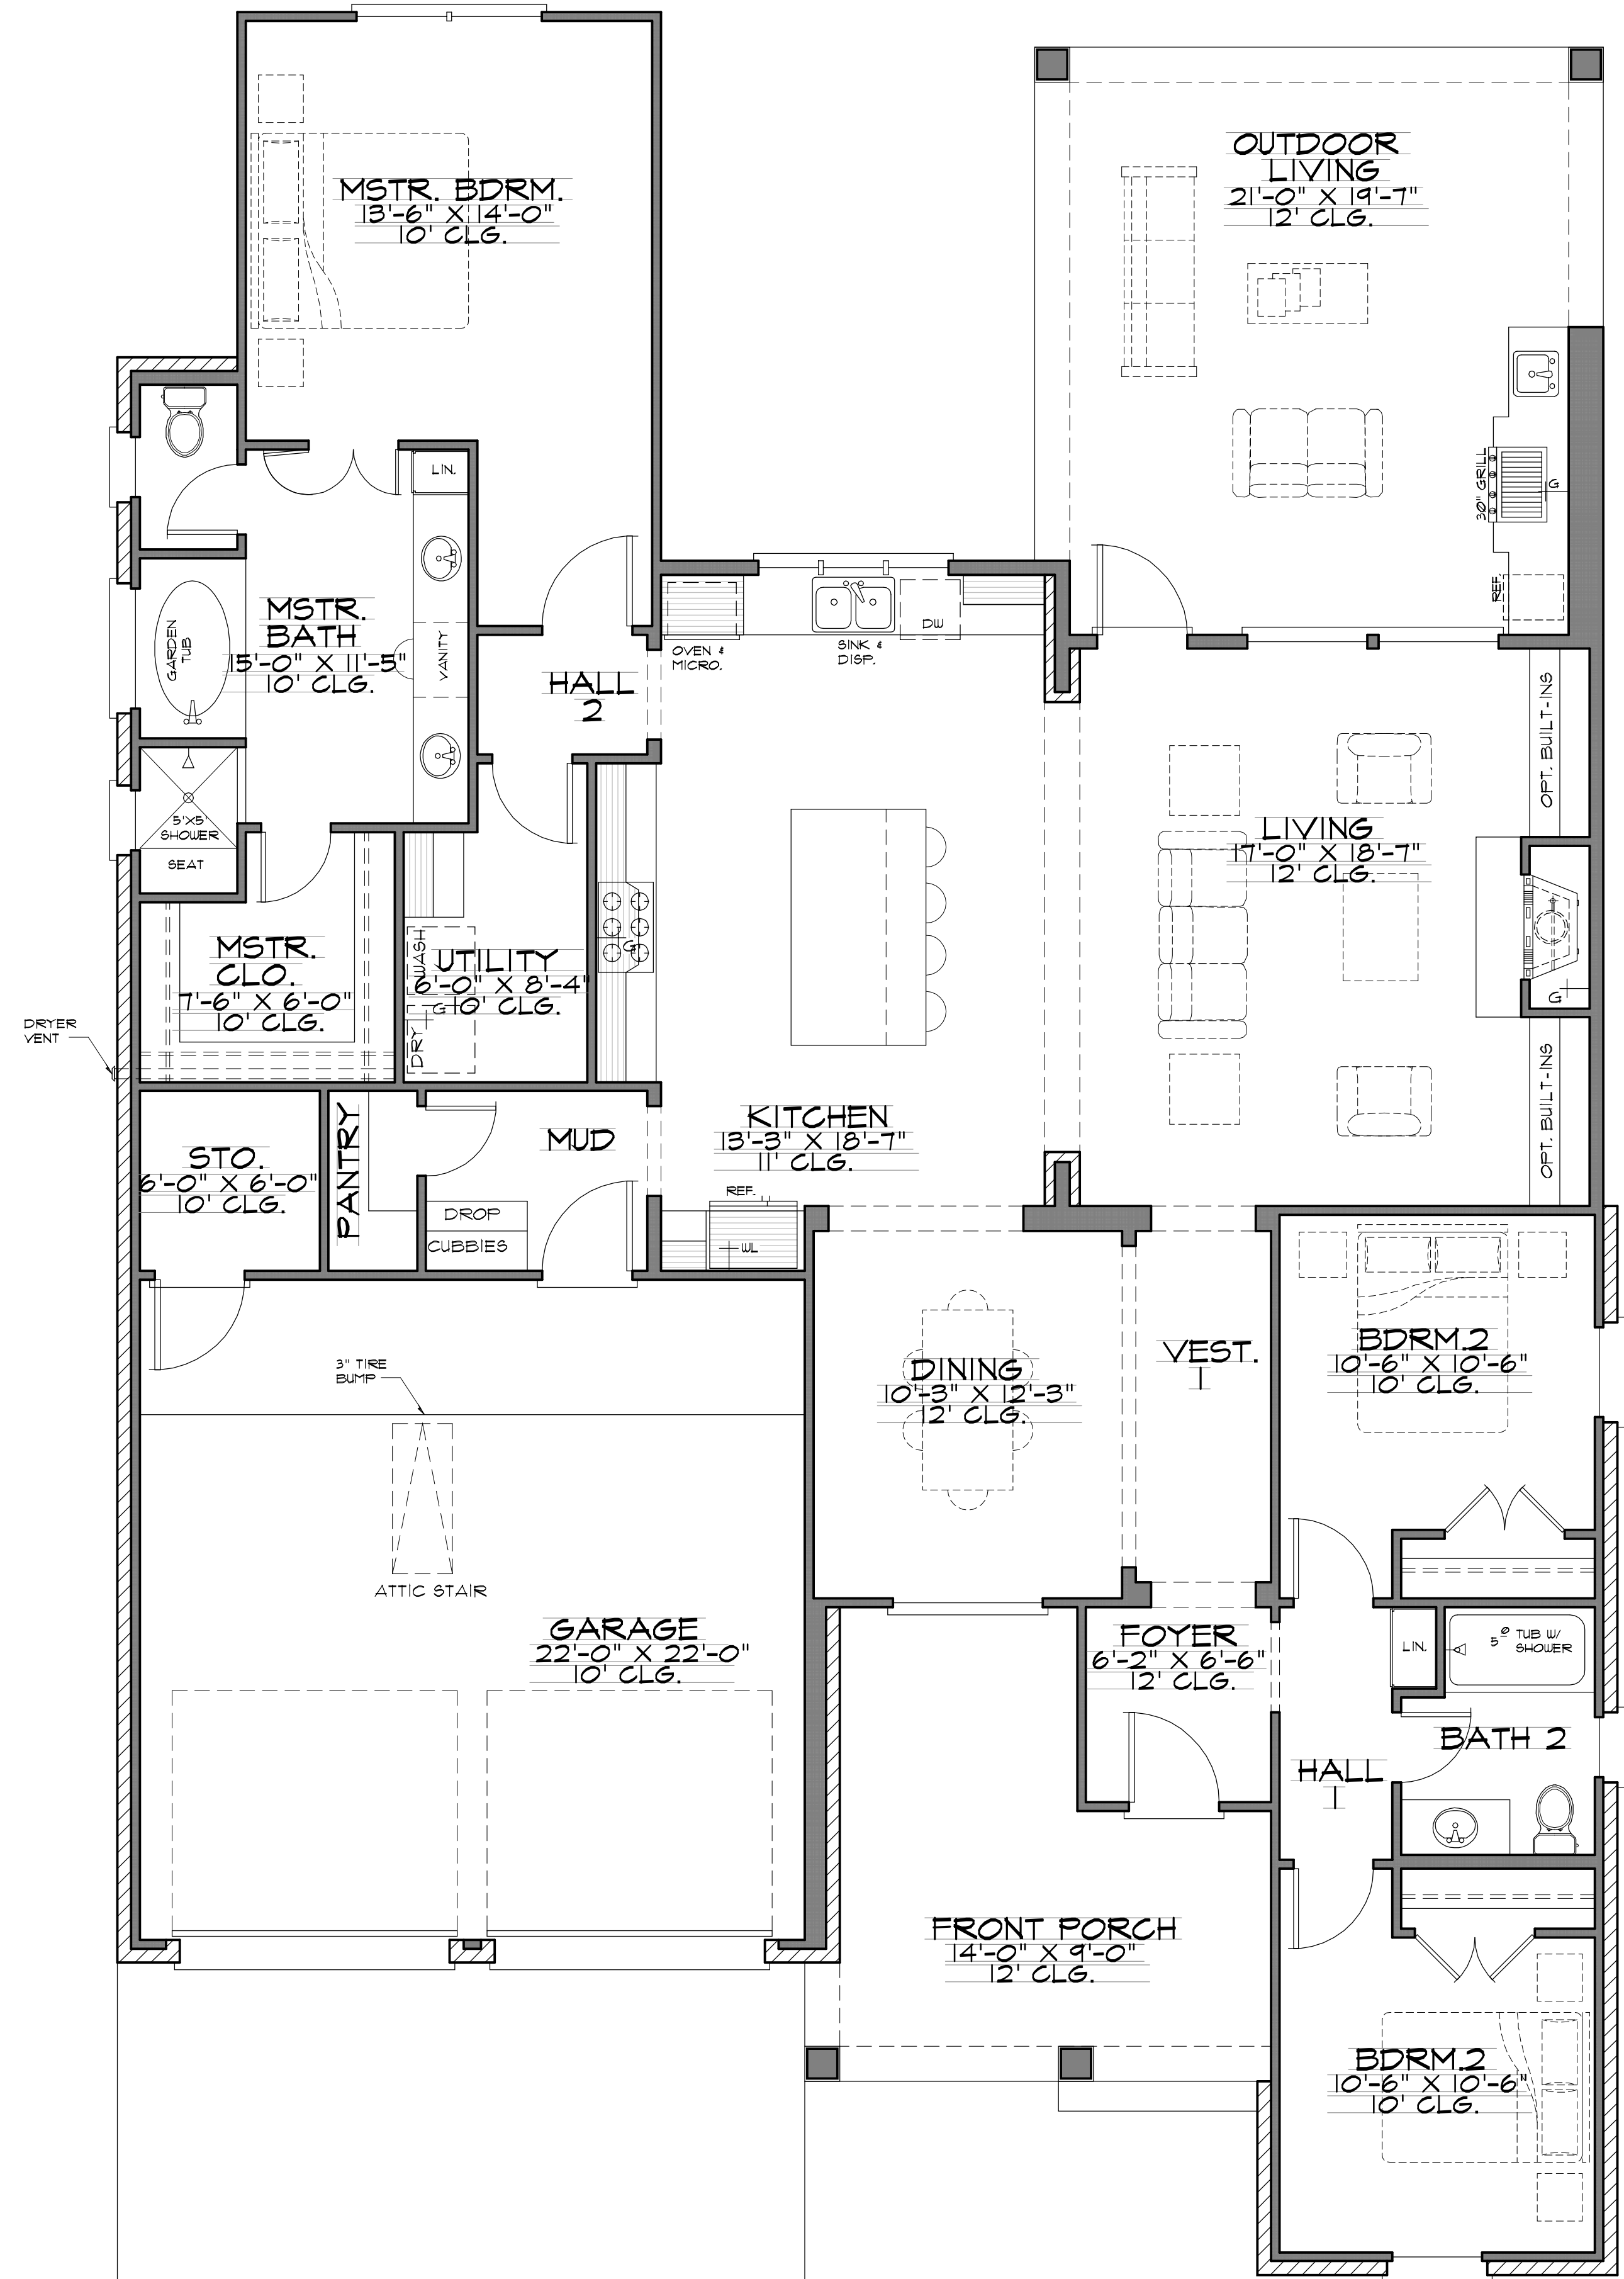 MSTR. BDRM.
13'-6" X 14'-0"
10' CLG.
OUTDOOR
LIVING
21'-0" X 19'-7"
12' CLG.
30" GRILL
G
REF.
LIN.
MSTR.
BATH
15'-0" X 11'-5"
10' CLG.
GARDEN
TUB
VANITY
5'X5'
SHOWER
SEAT
HALL
2
OVEN &
MICRO.
SINK &
DISP.
DW
OPT. BUILT-INS
LIVING
17'-0" X 18'-7"
12' CLG.
G
OPT. BUILT-INS
MSTR.
CLO.
7'-6" X 6'-0"
10' CLG.
WASH
UTILITY
6'-0" X 8'-4"
10' CLG.
G
DRY
G
DRYER
VENT
KITCHEN
13'-3" X 18'-7"
11' CLG.
STO.
6'-0" X 6'-0"
10' CLG.
PANTRY
MUD
DROP
CUBBIES
REF.
WL
DINING
10'-3" X 12'-3"
12' CLG.
VEST.
1
BDRM.2
10'-6" X 10'-6"
10' CLG.
3" TIRE
BUMP
ATTIC STAIR
GARAGE
22'-0" X 22'-0"
10' CLG.
FOYER
6'-2" X 6'-6"
12' CLG.
LIN.
5⁰ TUB W/
SHOWER
BATH 2
HALL
1
FRONT PORCH
14'-0" X 9'-0"
12' CLG.
BDRM.2
10'-6" X 10'-6"
10' CLG.